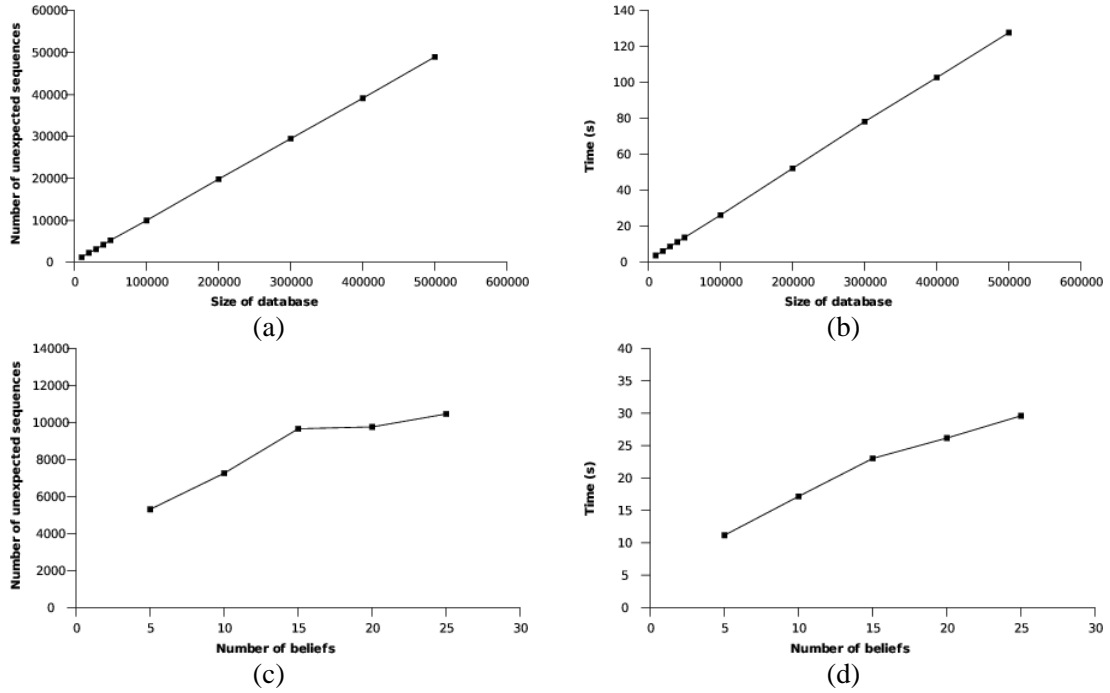 60000
50000
40000
30000
20000
10000
0
Number of unexpected sequences
0 100000 200000 300000 400000 500000 600000
Size of database
(a)
140
120
100
80
60
40
20
0
Time (s)
0 100000 200000 300000 400000 500000 600000
Size of database
(b)
14000
12000
10000
8000
6000
4000
2000
0
Number of unexpected sequences
0 5 10 15 20 25 30
Number of beliefs
(c)
40
35
30
25
20
15
10
5
0
Time (s)
0 5 10 15 20 25 30
Number of beliefs
(d)